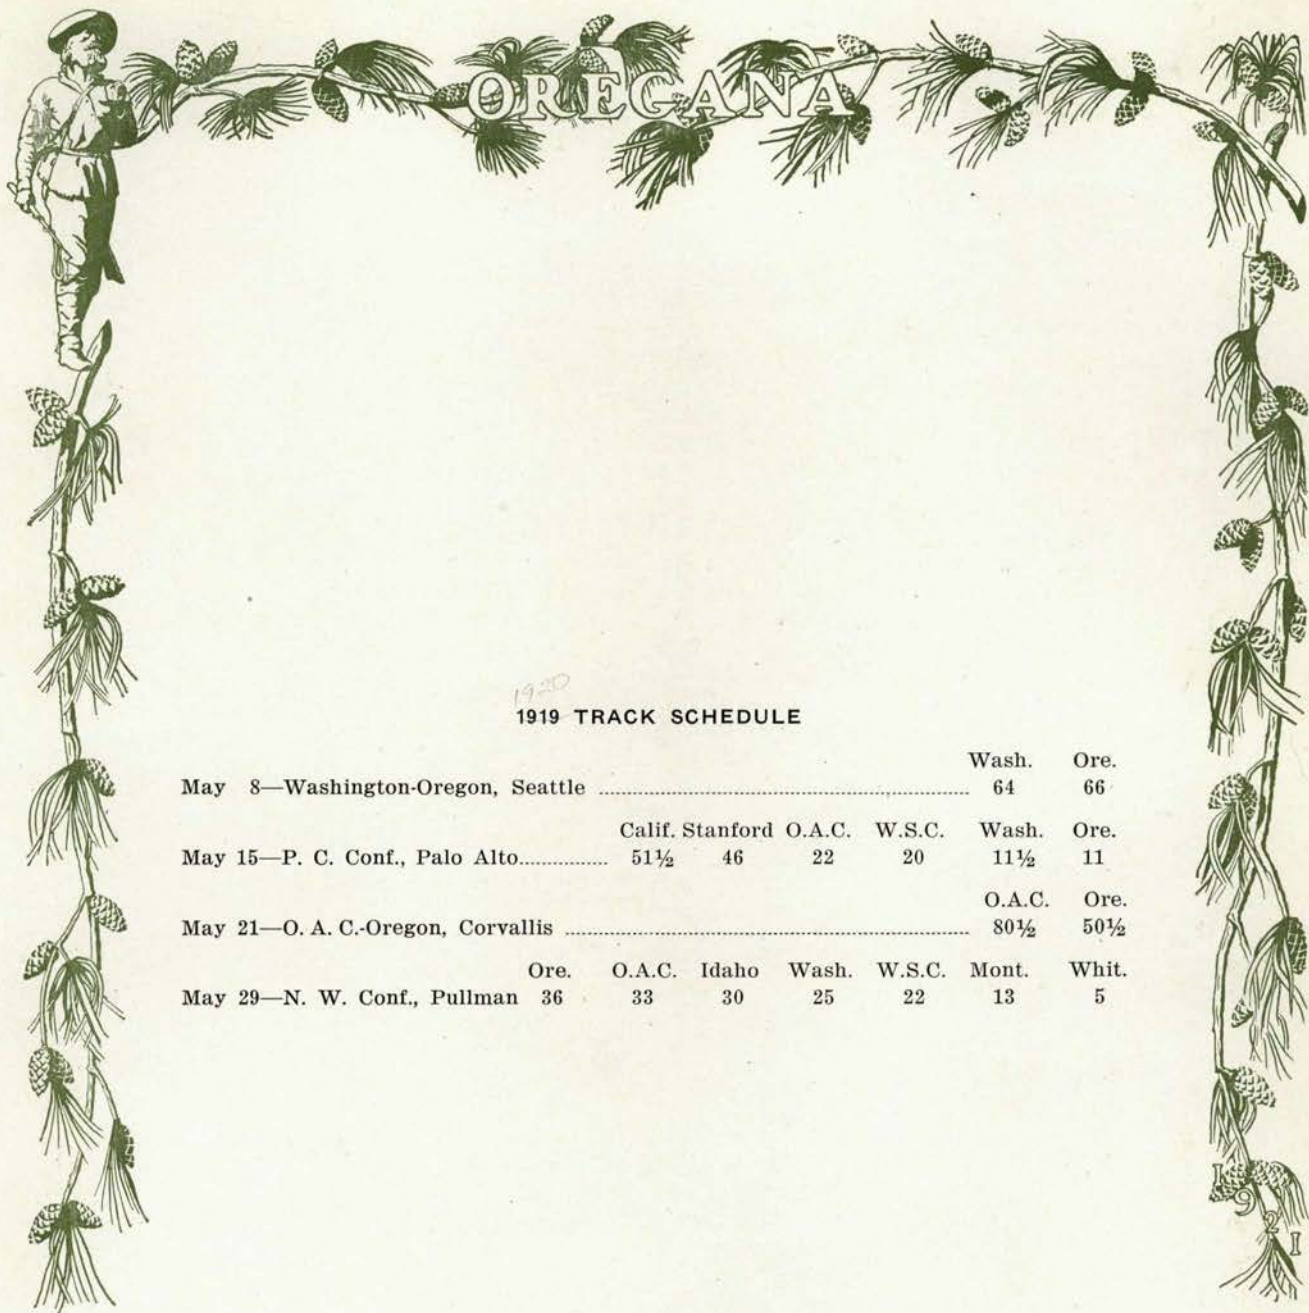 OREGANA
1920
1919 TRACK SCHEDULE
Wash. Ore.
May 8—Washington-Oregon, Seattle ........ 64 66
Calif. Stanford O.A.C. W.S.C. Wash. Ore.
May 15—P. C. Conf., Palo Alto........ 51½ 46 22 20 11½ 11
O.A.C. Ore.
May 21—O. A. C.-Oregon, Corvallis ........ 80½ 50½
Ore. O.A.C. Idaho Wash. W.S.C. Mont. Whit.
May 29—N. W. Conf., Pullman 36 33 30 25 22 13 5
1921